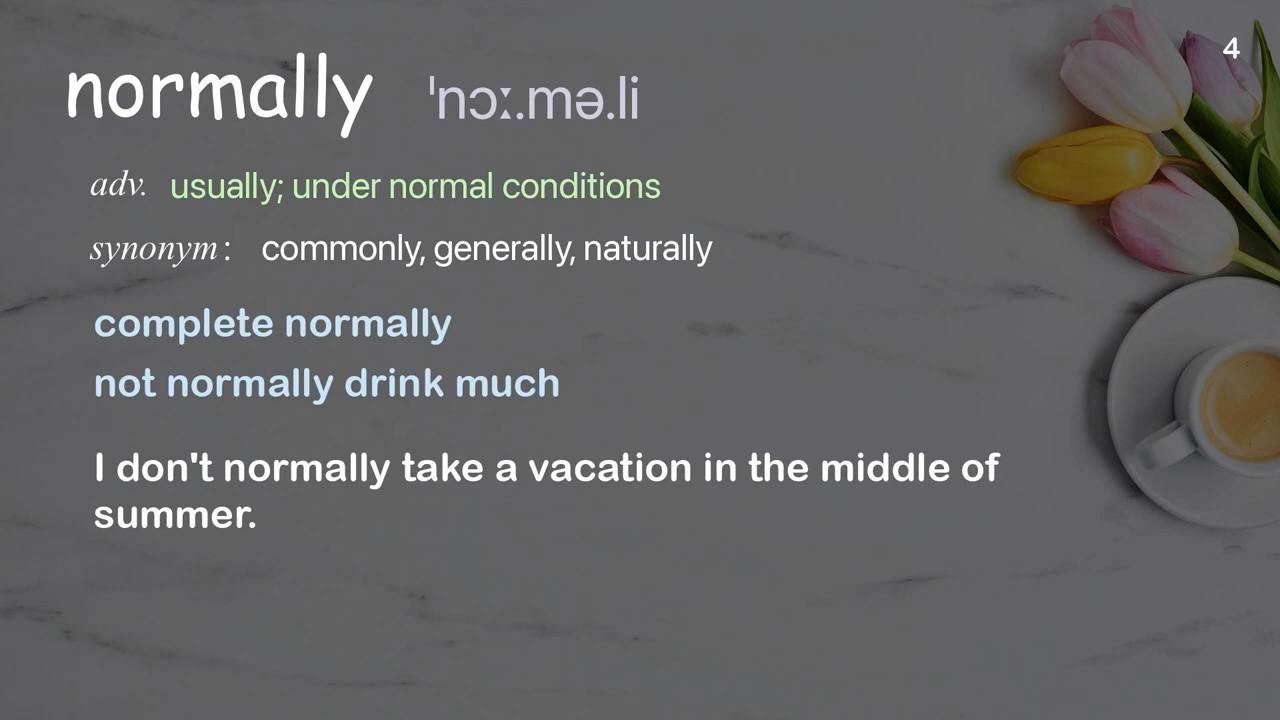 4
normally ˈnɔː.mə.li
adv. usually; under normal conditions
synonym: commonly, generally, naturally
complete normally
not normally drink much
I don't normally take a vacation in the middle of
summer.